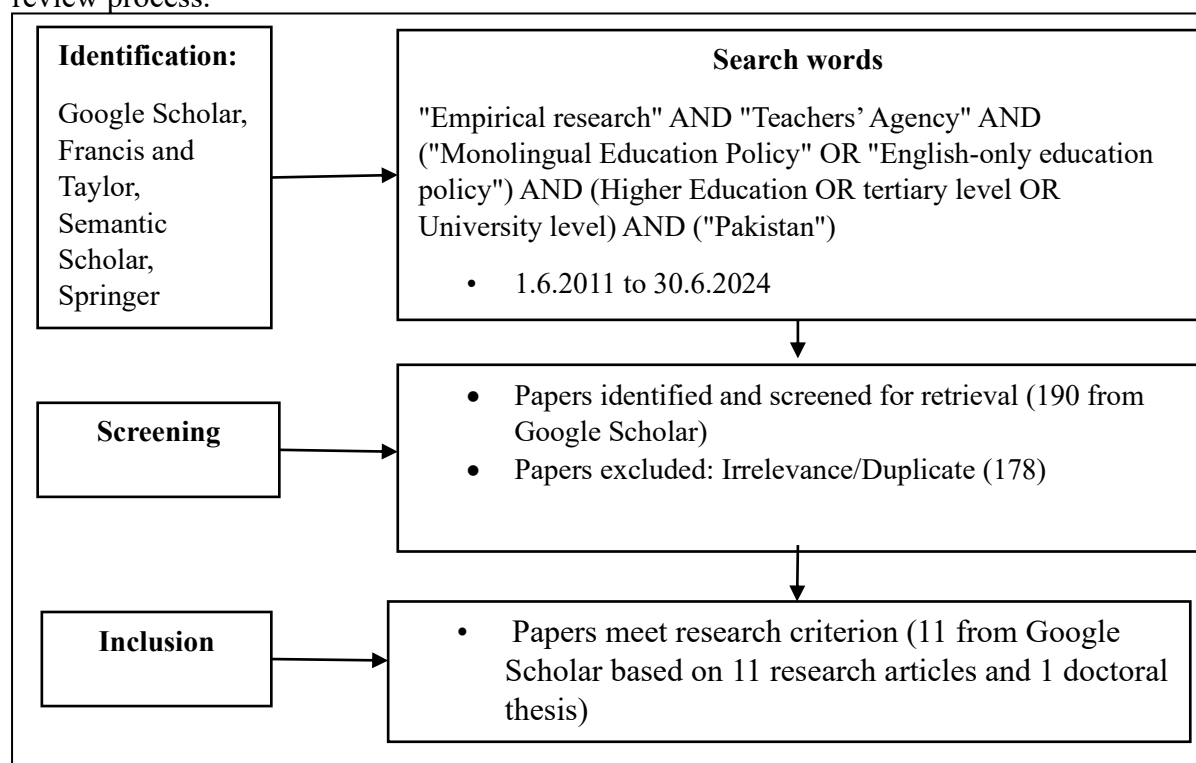 review process.
Identification:
Google Scholar,
Francis and
Taylor,
Semantic
Scholar,
Springer
Search words
"Empirical research" AND "Teachers’ Agency" AND
("Monolingual Education Policy" OR "English-only education
policy") AND (Higher Education OR tertiary level OR
University level) AND ("Pakistan")
• 1.6.2011 to 30.6.2024
Screening
• Papers identified and screened for retrieval (190 from
Google Scholar)
• Papers excluded: Irrelevance/Duplicate (178)
Inclusion
• Papers meet research criterion (11 from Google
Scholar based on 11 research articles and 1 doctoral
thesis)